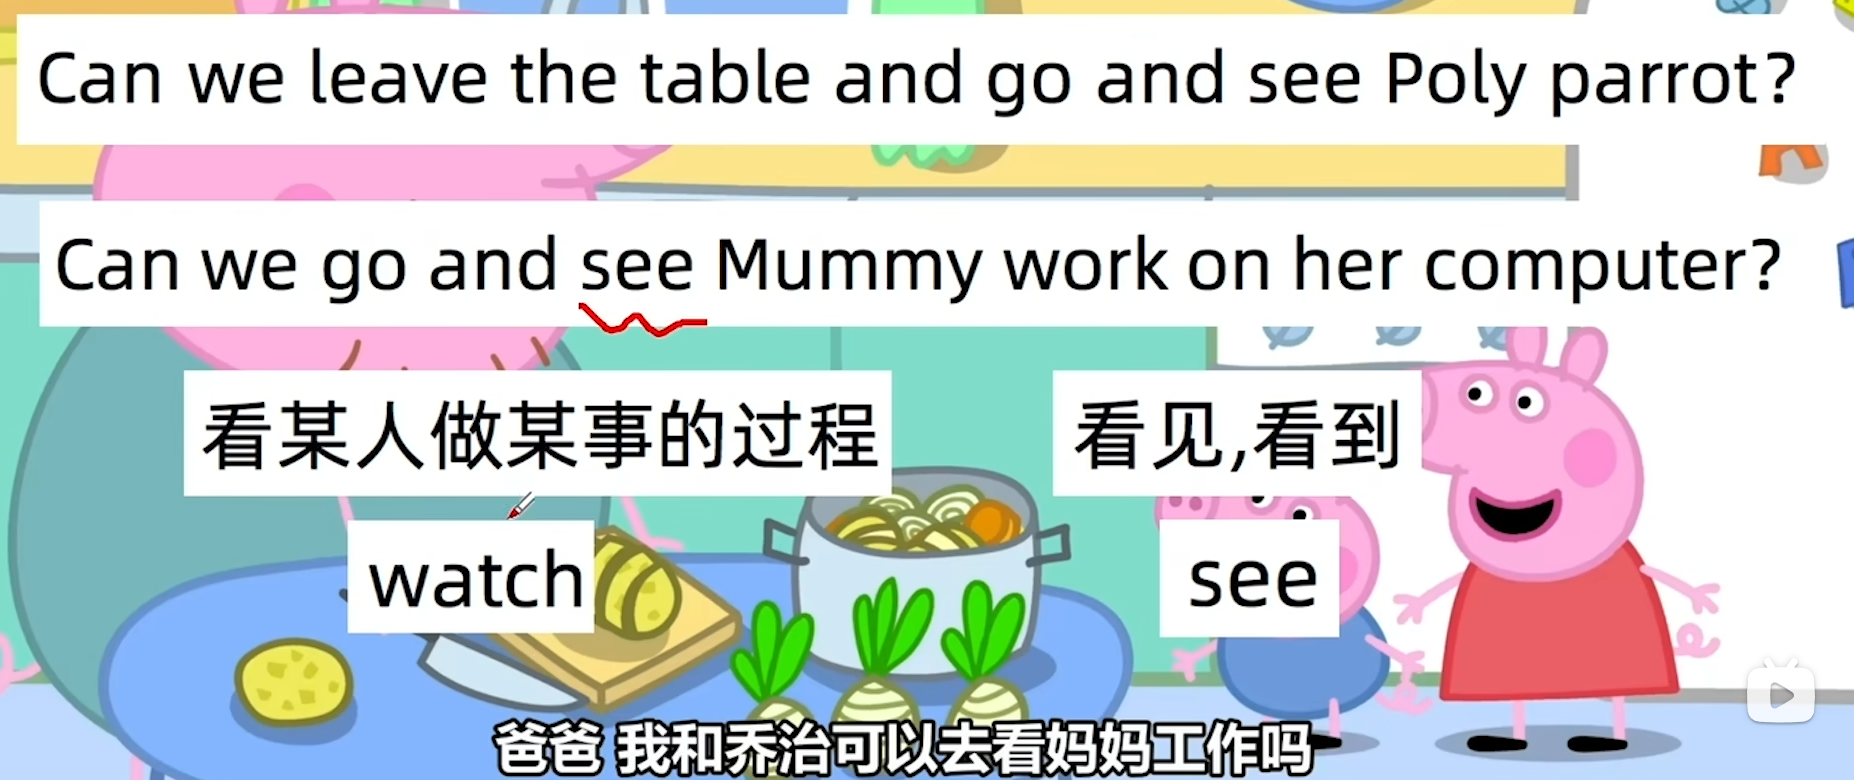 Can we leave the table and go and see Poly parrot?
Can we go and see Mummy work on her computer?
看某人做某事的过程
看见,看到
watch
see
爸爸 我和乔治可以去看妈妈工作吗